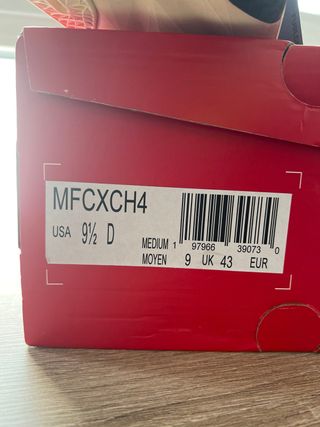 MFCXCH4
USA 9½ D
MEDIUM 1 97966 39073 0
MOYEN 9 UK 43 EUR